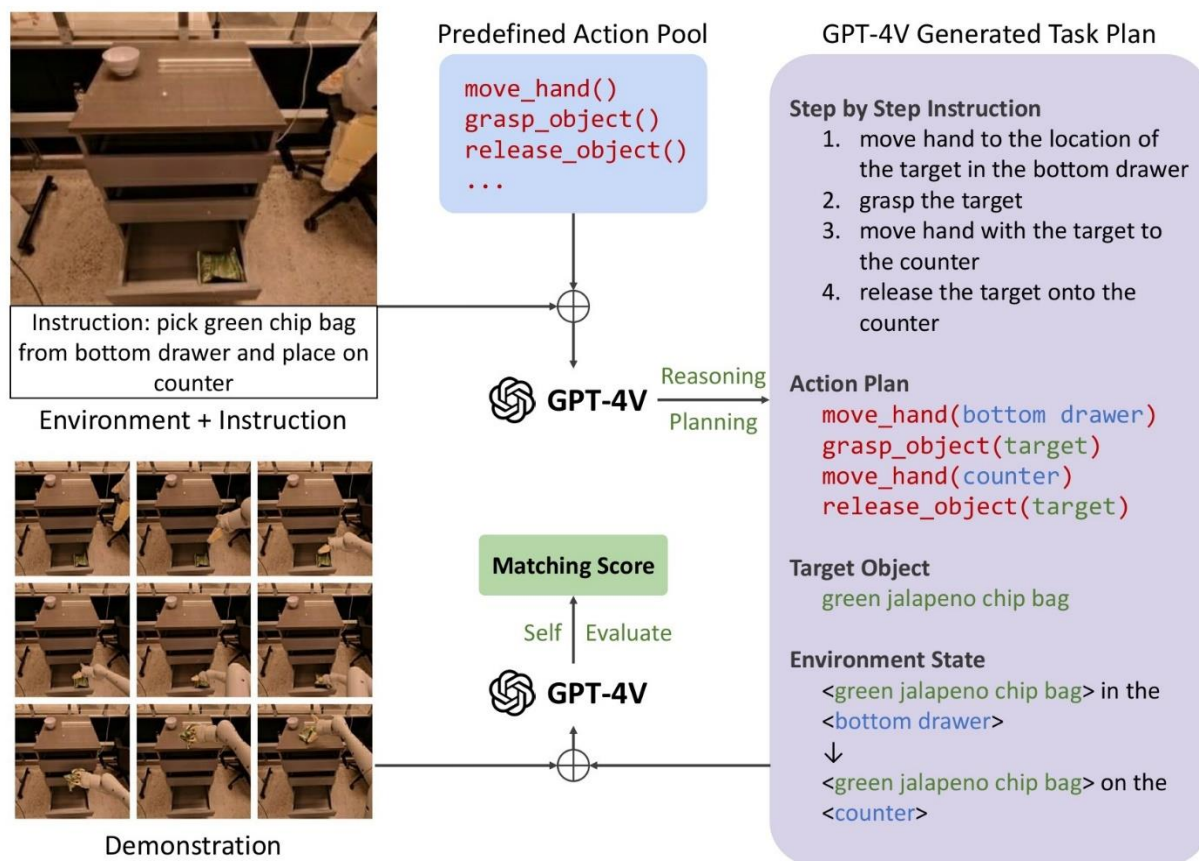 Predefined Action Pool
move_hand()
grasp_object()
release_object()
...
Instruction: pick green chip bag
from bottom drawer and place on
counter
Environment + Instruction
GPT-4V
Reasoning
Planning
Matching Score
Self Evaluate
GPT-4V
Demonstration
GPT-4V Generated Task Plan
Step by Step Instruction
1. move hand to the location of
the target in the bottom drawer
2. grasp the target
3. move hand with the target to
the counter
4. release the target onto the
counter
Action Plan
move_hand(bottom drawer)
grasp_object(target)
move_hand(counter)
release_object(target)
Target Object
green jalapeno chip bag
Environment State
<green jalapeno chip bag> in the
<bottom drawer>
↓
<green jalapeno chip bag> on the
<counter>